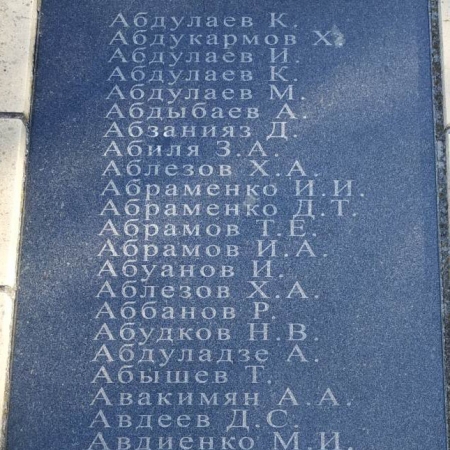 Абдулаев К.
Абдукармов Х.
Абдулаев И.
Абдулаев К.
Абдулаев М.
Абдыбаев А.
Абзанияз Д.
Абиля З.А.
Аблезов Х.А.
Абраменко И.И.
Абраменко Д.Т.
Абрамов Т.Е.
Абрамов И.А.
Абуанов И.
Аблезов Х.А.
Аббанов Р.
Абудков Н.В.
Абдуладзе А.
Абышев Т.
Авакимян А.А.
Авдеев Д.С.
Авдиенко М.И.